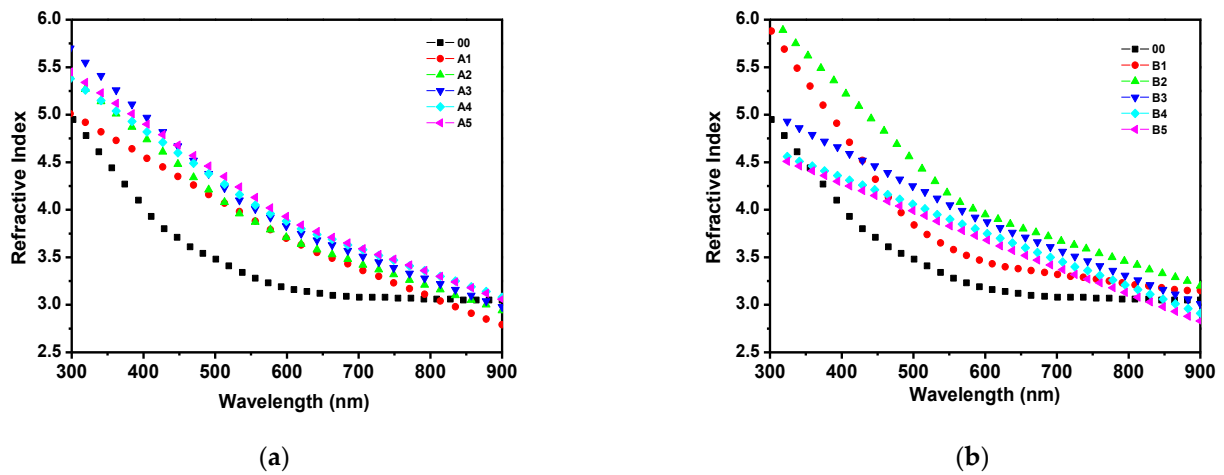 6.0
5.5
5.0
4.5
4.0
3.5
3.0
2.5
300 400 500 600 700 800 900
Refractive Index
Wavelength (nm)
00
A1
A2
A3
A4
A5
(a)
6.0
5.5
5.0
4.5
4.0
3.5
3.0
2.5
300 400 500 600 700 800 900
Refractive Index
Wavelength (nm)
00
B1
B2
B3
B4
B5
(b)